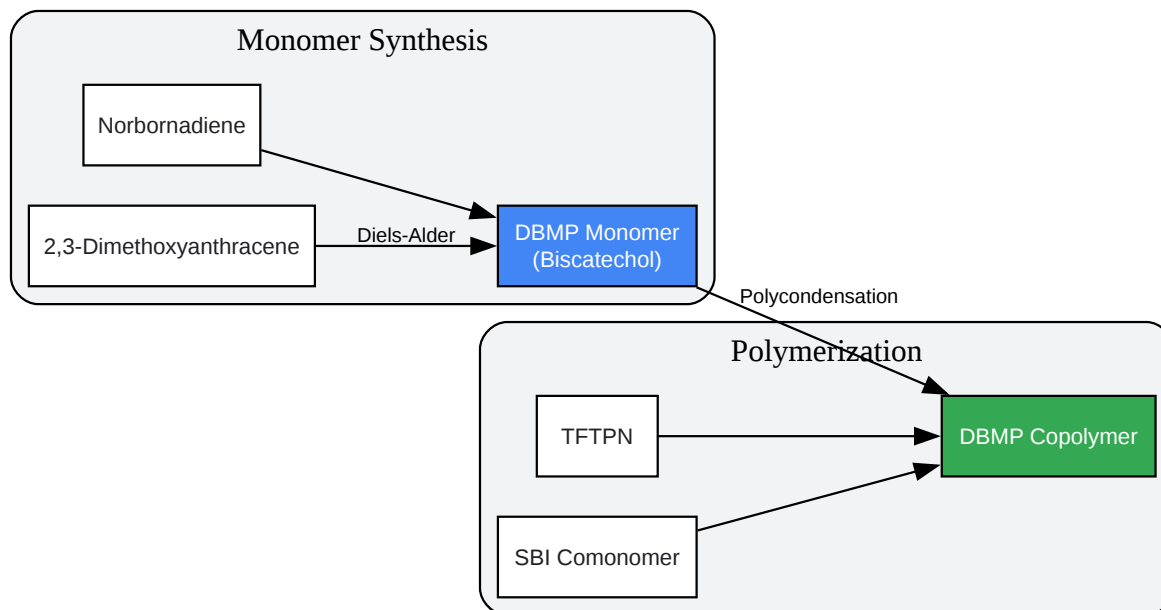 Monomer Synthesis
Norbornadiene
2,3-Dimethoxyanthracene
Diels-Alder
DBMP Monomer
(Biscatechol)
Polycondensation
Polymerization
TFTPN
DBMP Copolymer
SBI Comonomer